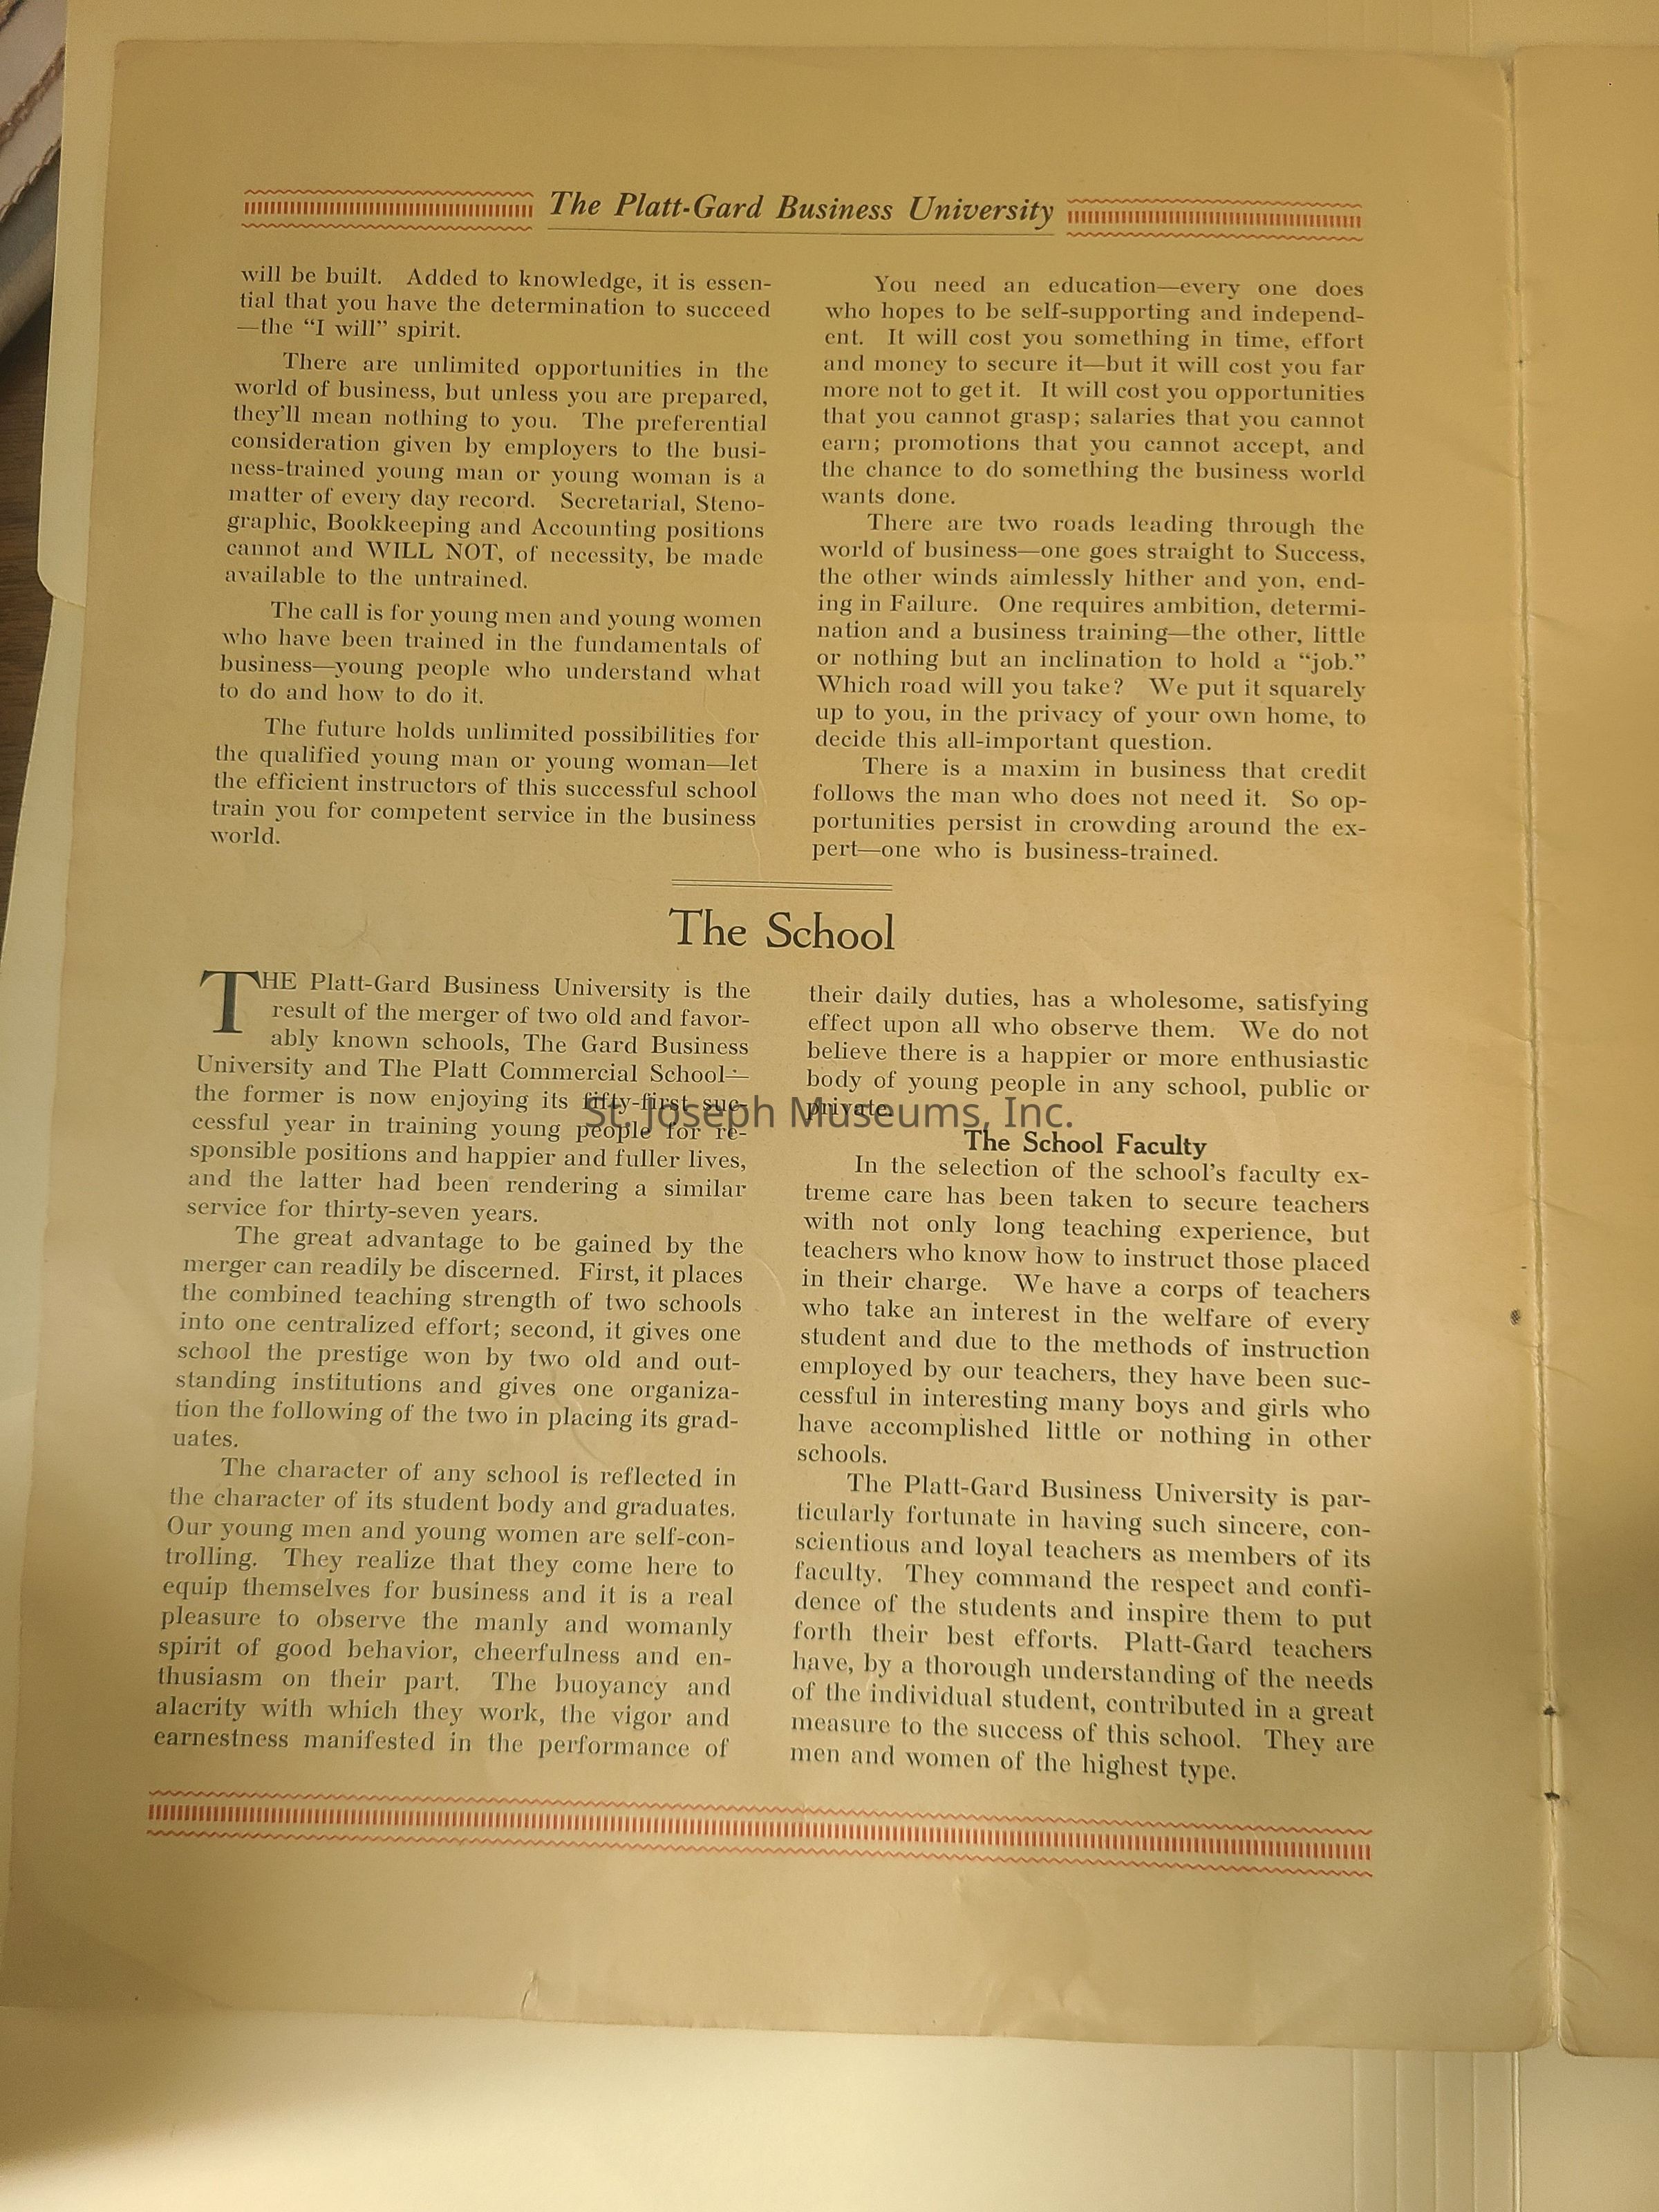 The Platt-Gard Business University
will be built. Added to knowledge, it is essen-
tial that you have the determination to succeed
—the “I will” spirit.
There are unlimited opportunities in the
world of business, but unless you are prepared,
they’ll mean nothing to you. The preferential
consideration given by employers to the busi-
ness-trained young man or young woman is a
matter of every day record. Secretarial, Steno-
graphic, Bookkeeping and Accounting positions
cannot and WILL NOT, of necessity, be made
available to the untrained.
The call is for young men and young women
who have been trained in the fundamentals of
business—young people who understand what
to do and how to do it.
The future holds unlimited possibilities for
the qualified young man or young woman—let
the efficient instructors of this successful school
train you for competent service in the business
world.
You need an education—every one does
who hopes to be self-supporting and independ-
ent. It will cost you something in time, effort
and money to secure it—but it will cost you far
more not to get it. It will cost you opportunities
that you cannot grasp; salaries that you cannot
earn; promotions that you cannot accept, and
the chance to do something the business world
wants done.
There are two roads leading through the
world of business—one goes straight to Success,
the other winds aimlessly hither and yon, end-
ing in Failure. One requires ambition, determi-
nation and a business training—the other, little
or nothing but an inclination to hold a “job.”
Which road will you take? We put it squarely
up to you, in the privacy of your own home, to
decide this all-important question.
There is a maxim in business that credit
follows the man who does not need it. So op-
portunities persist in crowding around the ex-
pert—one who is business-trained.
The School
THE Platt-Gard Business University is the
result of the merger of two old and favor-
ably known schools, The Gard Business
University and The Platt Commercial School—
the former is now enjoying its fifty-first suc-
cessful year in training young people for re-
sponsible positions and happier and fuller lives,
and the latter had been rendering a similar
service for thirty-seven years.
The great advantage to be gained by the
merger can readily be discerned. First, it places
the combined teaching strength of two schools
into one centralized effort; second, it gives one
school the prestige won by two old and out-
standing institutions and gives one organiza-
tion the following of the two in placing its grad-
uates.
The character of any school is reflected in
the character of its student body and graduates.
Our young men and young women are self-con-
trolling. They realize that they come here to
equip themselves for business and it is a real
pleasure to observe the manly and womanly
spirit of good behavior, cheerfulness and en-
thusiasm on their part. The buoyancy and
alacrity with which they work, the vigor and
earnestness manifested in the performance of
their daily duties, has a wholesome, satisfying
effect upon all who observe them. We do not
believe there is a happier or more enthusiastic
body of young people in any school, public or
private.
St. Joseph Museums, Inc.
The School Faculty
In the selection of the school’s faculty ex-
treme care has been taken to secure teachers
with not only long teaching experience, but
teachers who know how to instruct those placed
in their charge. We have a corps of teachers
who take an interest in the welfare of every
student and due to the methods of instruction
employed by our teachers, they have been suc-
cessful in interesting many boys and girls who
have accomplished little or nothing in other
schools.
The Platt-Gard Business University is par-
ticularly fortunate in having such sincere, con-
scientious and loyal teachers as members of its
faculty. They command the respect and confi-
dence of the students and inspire them to put
forth their best efforts. Platt-Gard teachers
have, by a thorough understanding of the needs
of the individual student, contributed in a great
measure to the success of this school. They are
men and women of the highest type.